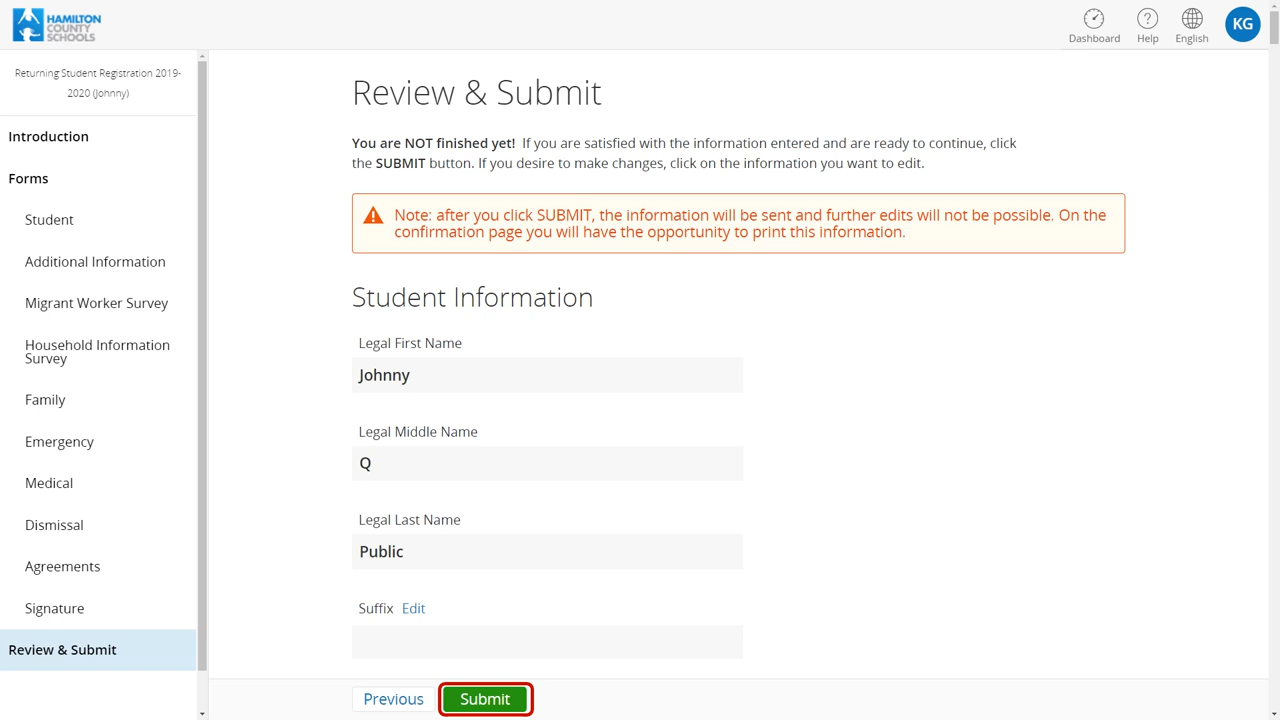 HAMILTON
COUNTY
SCHOOLS
Dashboard
Help
English
KG
Returning Student Registration 2019-
2020 (Johnny)
Introduction
Forms
Student
Additional Information
Migrant Worker Survey
Household Information
Survey
Family
Emergency
Medical
Dismissal
Agreements
Signature
Review & Submit
Review & Submit
You are NOT finished yet! If you are satisfied with the information entered and are ready to continue, click
the SUBMIT button. If you desire to make changes, click on the information you want to edit.
Note: after you click SUBMIT, the information will be sent and further edits will not be possible. On the
confirmation page you will have the opportunity to print this information.
Student Information
Legal First Name
Johnny
Legal Middle Name
Q
Legal Last Name
Public
Suffix Edit
Previous
Submit